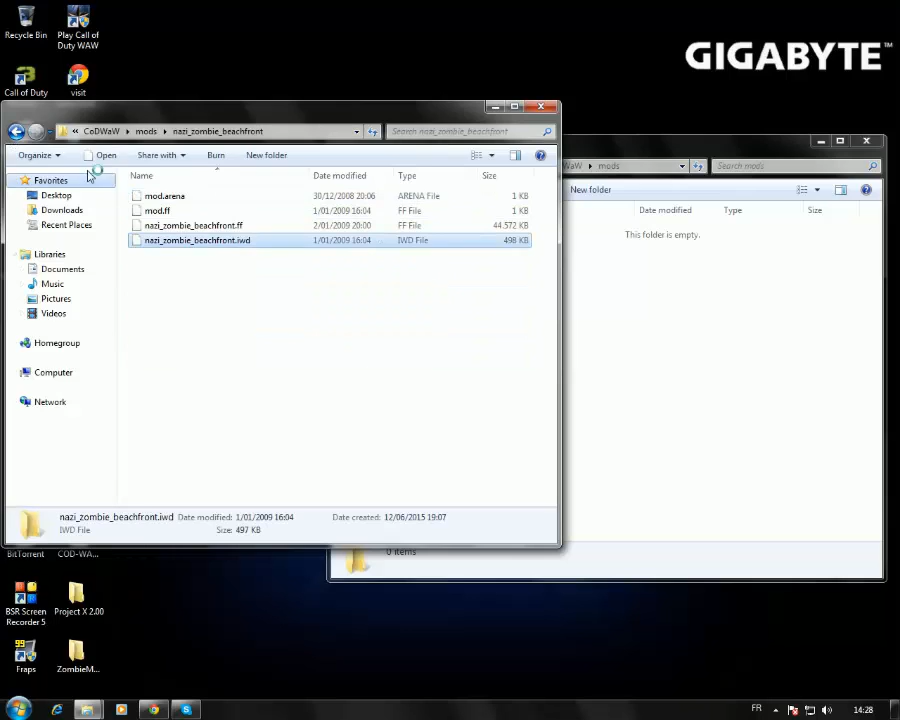 GIGABYTE™
Recycle Bin
Play Call of
Duty WAW
Call of Duty
visit
« CoDWaW ▸ mods ▸ nazi_zombie_beachfront
Search nazi_zombie_beachfront
Organize
Open
Share with
Burn
New folder
Favorites
Desktop
Downloads
Recent Places
Libraries
Documents
Music
Pictures
Videos
Homegroup
Computer
Network
Name Date modified Type Size
mod.arena 30/12/2008 20:06 ARENA File 1 KB
mod.ff 1/01/2009 16:04 FF File 1 KB
nazi_zombie_beachfront.ff 2/01/2009 20:00 FF File 44.572 KB
nazi_zombie_beachfront.iwd 1/01/2009 16:04 IWD File 498 KB
nazi_zombie_beachfront.iwd Date modified: 1/01/2009 16:04 Date created: 12/06/2015 19:07
IWD File Size: 497 KB
WaW ▸ mods
Search mods
New folder
Date modified Type Size
This folder is empty.
0 items
BitTorrent
COD-WA...
BSR Screen
Recorder 5
Project X 2.00
99
Fraps
ZombieM...
FR
14:28